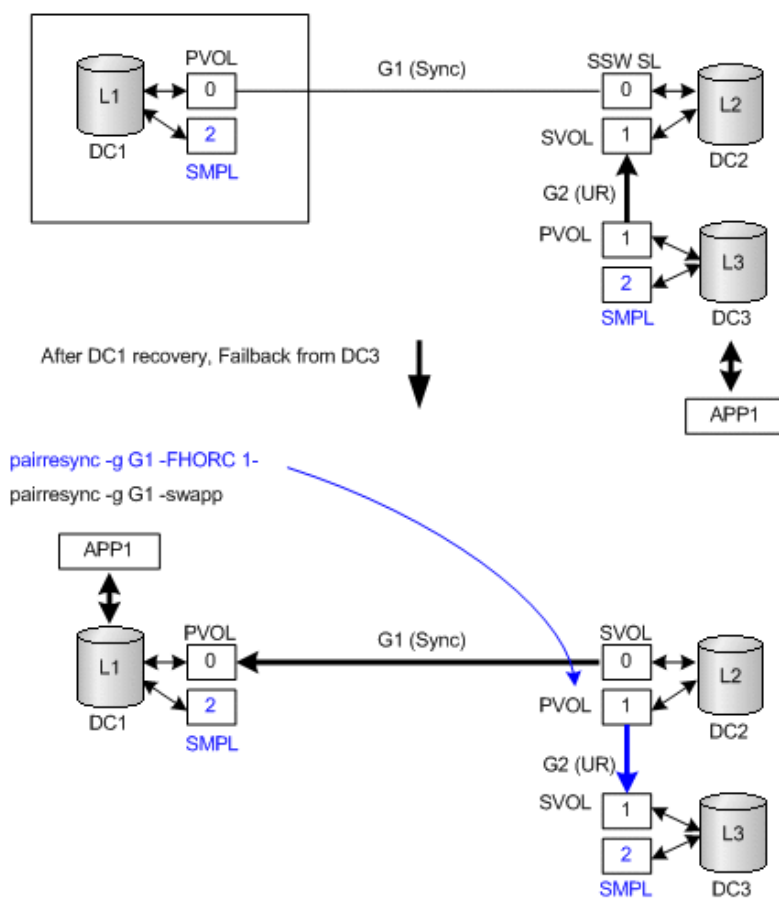 PVOL
SSW SL
G1 (Sync)
0
0
L1
L2
2
SVOL
1
DC1
SMPL
DC2
G2 (UR)
PVOL
1
L3
2
SMPL
DC3
After DC1 recovery, Failback from DC3
APP1
pairresync -g G1 -FHORC 1-
pairresync -g G1 -swapp
APP1
PVOL
G1 (Sync)
SVOL
0
0
L1
L2
2
PVOL
1
DC1
SMPL
DC2
G2 (UR)
SVOL
1
L3
2
SMPL
DC3